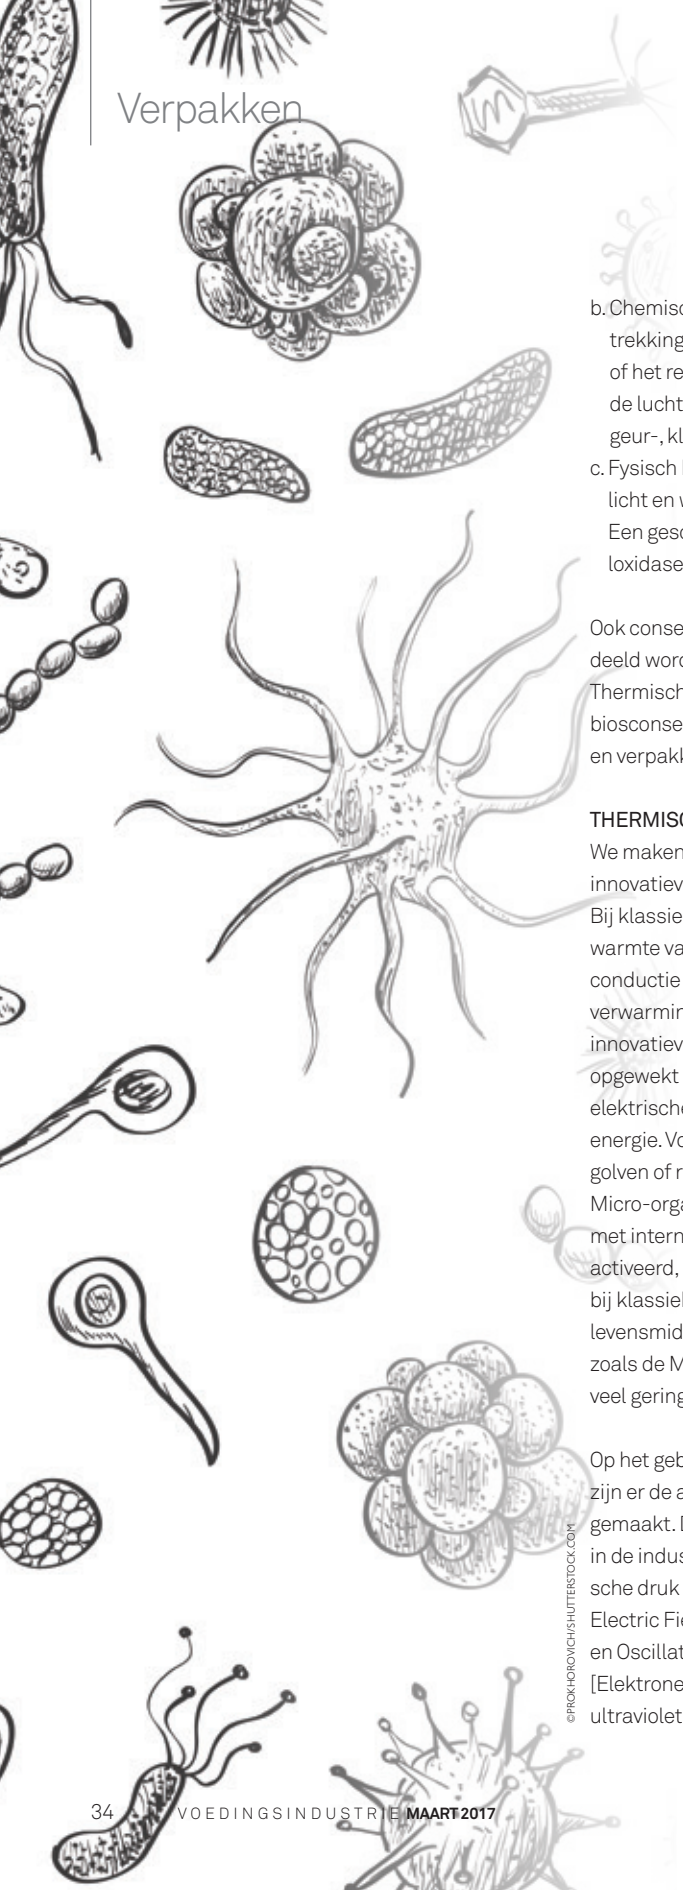 Verpakken
b. Chemisc
trekking
of het re
de lucht
geur-, kl
c. Fysisch
licht en
Een gesc
loxidase
Ook conse
deeld word
Thermisch
biosconse
en verpakk
THERMISC
We maken
innovatiev
Bij klassie
warmte va
conductie
verwarmin
innovatiev
opgewekt
elektrische
energie. Vo
golven of r
Micro-orga
met intern
activeerd,
bij klassiek
levensmid
zoals de M
veel gering
Op het geb
zijn er de a
gemaakt. D
in de indus
sche druk
Electric Fie
en Oscillat
[Elektrone
ultraviolet
©PROKHOROVICH/SHUTTERSTOCK.COM
34 VOEDINGSINDUSTRIE MAART 2017